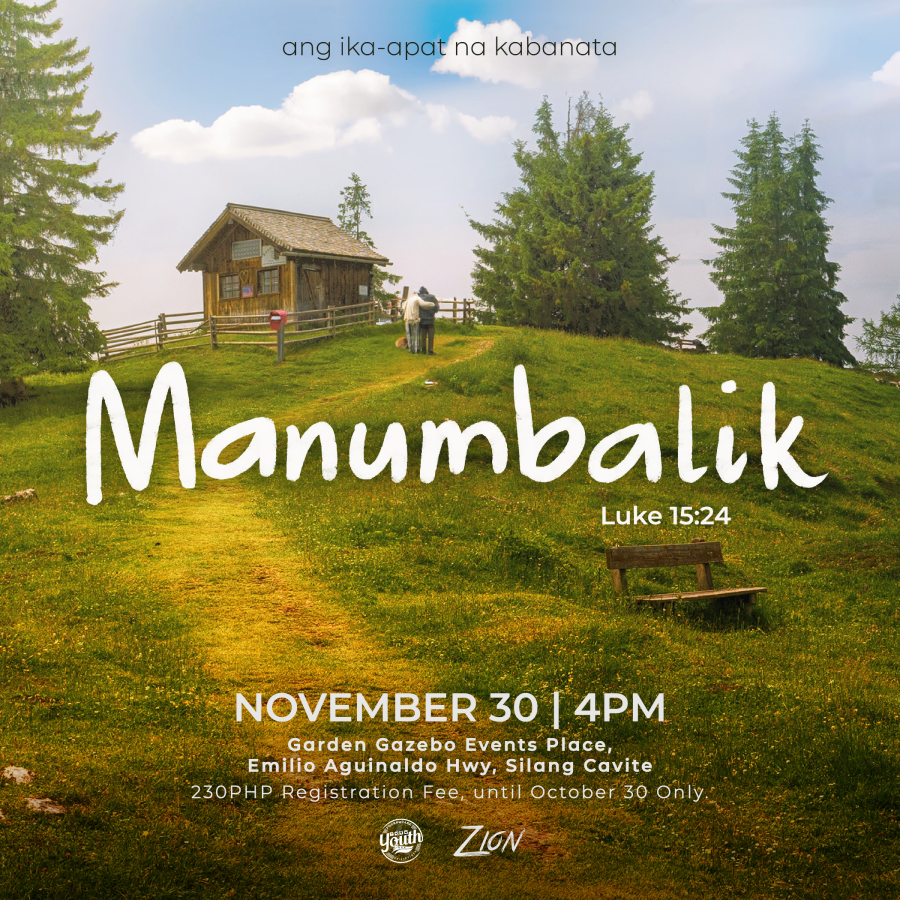 ang ika-apat na kabanata
Manumbalik
Luke 15:24
NOVEMBER 30 | 4PM
Garden Gazebo Events Place,
Emilio Aguinaldo Hwy, Silang Cavite
230PHP Registration Fee, until October 30 Only.
Youth
ZION